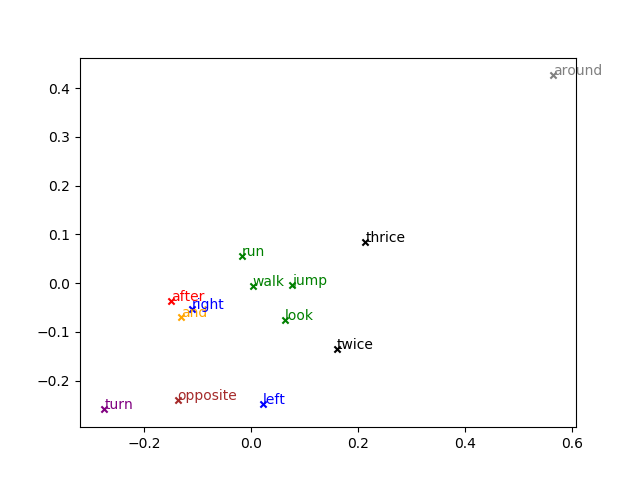 around
0.4
0.3
0.2
0.1
0.0
−0.1
−0.2
thrice
run
walk
jump
after
right
and
look
twice
opposite
left
turn
−0.2
0.0
0.2
0.4
0.6